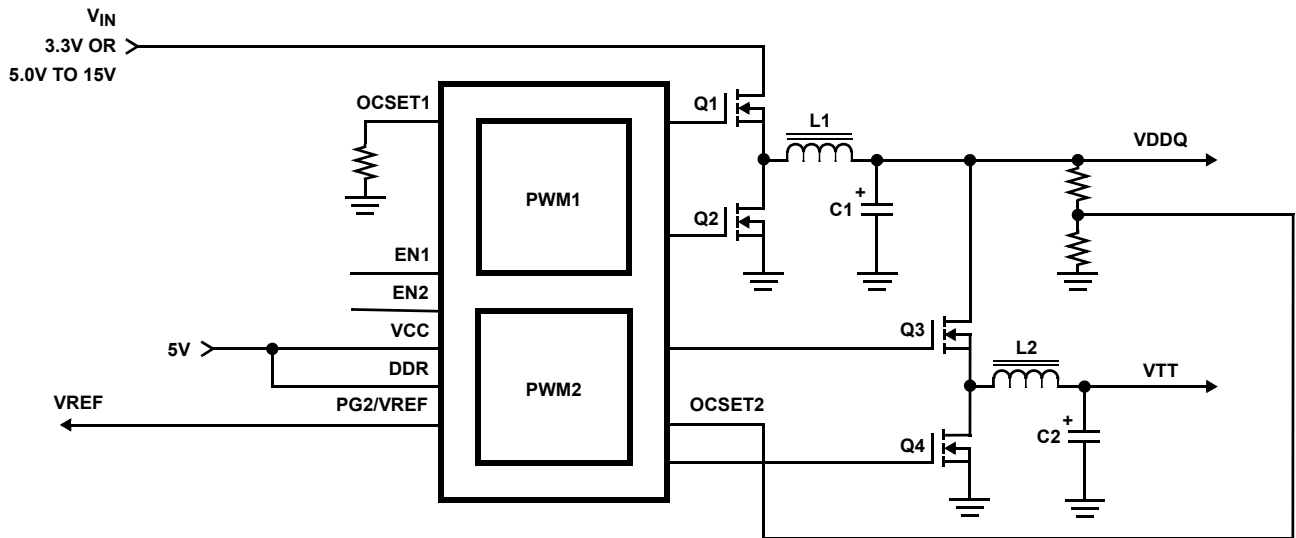 VIN
3.3V OR
5.0V TO 15V
OCSET1
Q1
L1
VDDQ
PWM1
Q2
+
C1
EN1
EN2
VCC
5V
DDR
Q3
L2
VTT
VREF
PG2/VREF
PWM2
OCSET2
Q4
+
C2